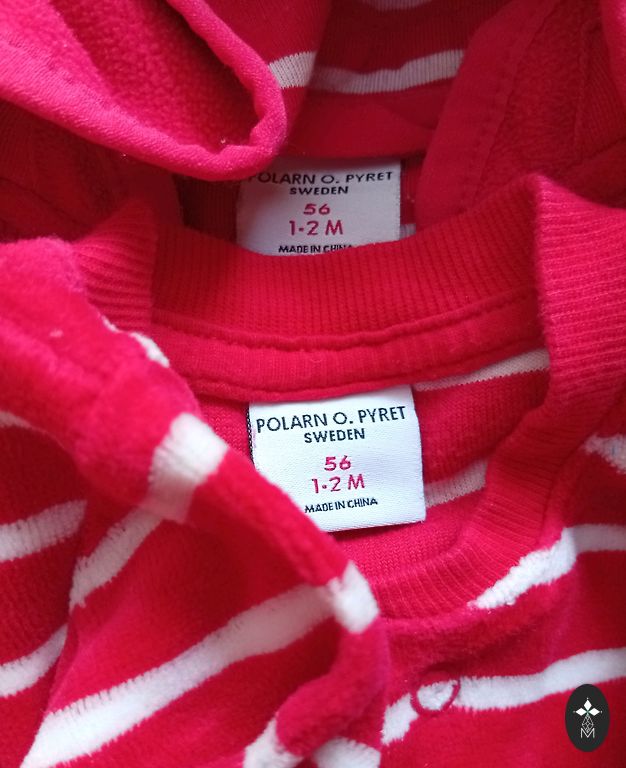 POLARN O. PYRET
SWEDEN
56
1-2 M
MADE IN CHINA
POLARN O. PYRET
SWEDEN
56
1-2 M
MADE IN CHINA